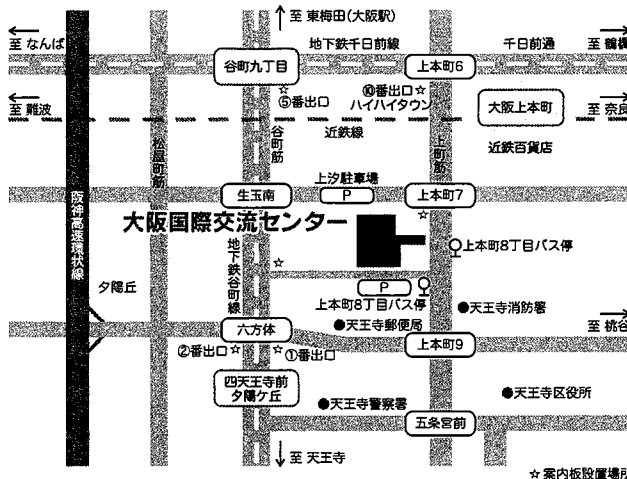 至 東梅田(大阪駅)
至 なんば
地下鉄千日前線
千日前通
至 鶴橋
谷町九丁目
上本町6
☆
⑤番出口
⑩番出口☆
ハイハイタウン
大阪上本町
至 難波
至 奈良
近鉄線
近鉄百貨店
松屋町筋
谷町筋
上町筋
上汐駐車場
生玉南
P
上本町7
☆
阪神高速環状線
大阪国際交流センター
地下鉄谷町線
☆
上本町8丁目バス停
夕陽丘
P
上本町8丁目バス停
●天王寺消防署
六方体
●天王寺郵便局
至 桃谷
②番出口☆
☆
①番出口
上本町9
四天王寺前
夕陽ケ丘
●天王寺警察署
●天王寺区役所
五条宮前
至 天王寺
☆ 案内板設置場所